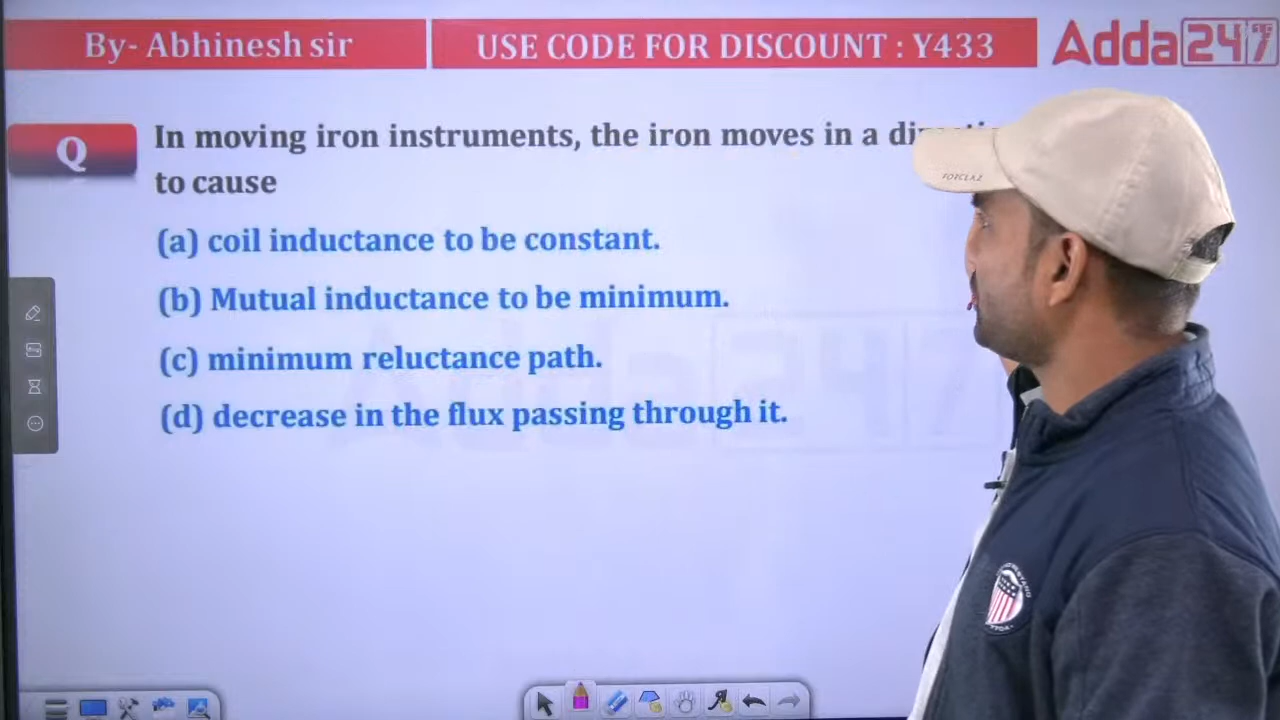 By- Abhinesh sir
USE CODE FOR DISCOUNT : Y433
Adda247
Q
In moving iron instruments, the iron moves in a
to cause
(a) coil inductance to be constant.
(b) Mutual inductance to be minimum.
(c) minimum reluctance path.
(d) decrease in the flux passing through it.